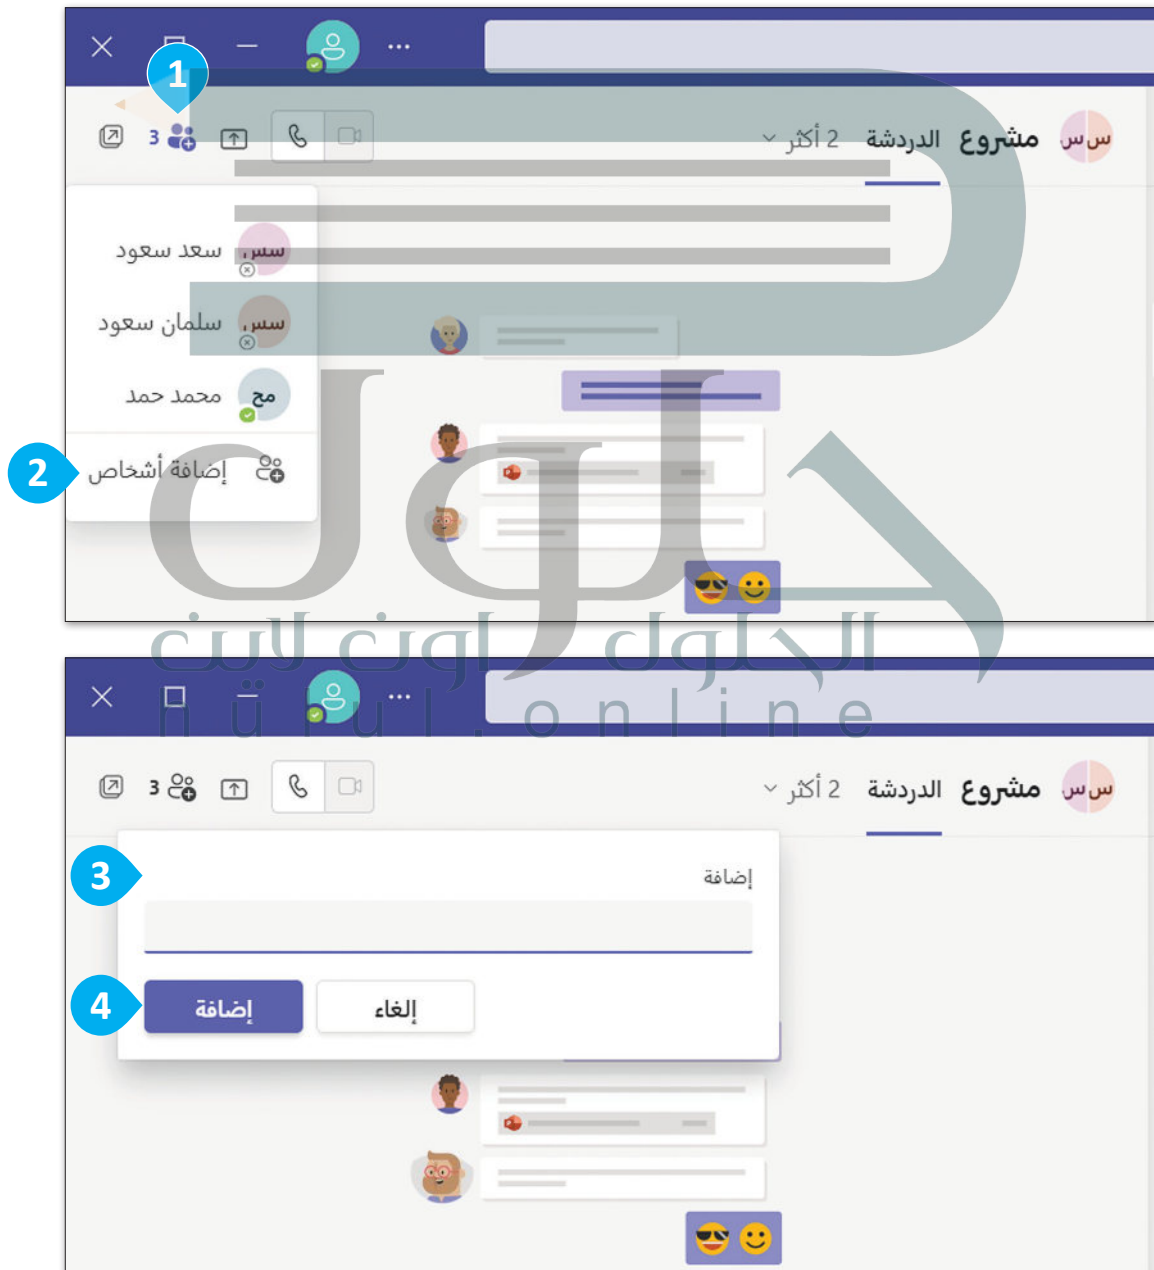 1
س س مشروع الدردشة 2 أكثر 3
سس سعد سعود
سس سلمان سعود
مح محمد حمد
2 إضافة أشخاص
الحلول اون لاين
hulul.online
س س مشروع الدردشة 2 أكثر 3
3 إضافة
4 إلغاء إضافة